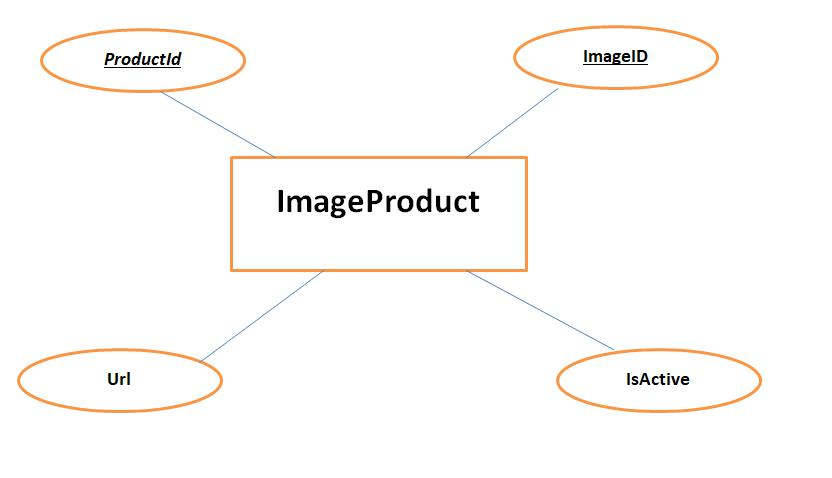 ProductId
ImageID
ImageProduct
Url
IsActive